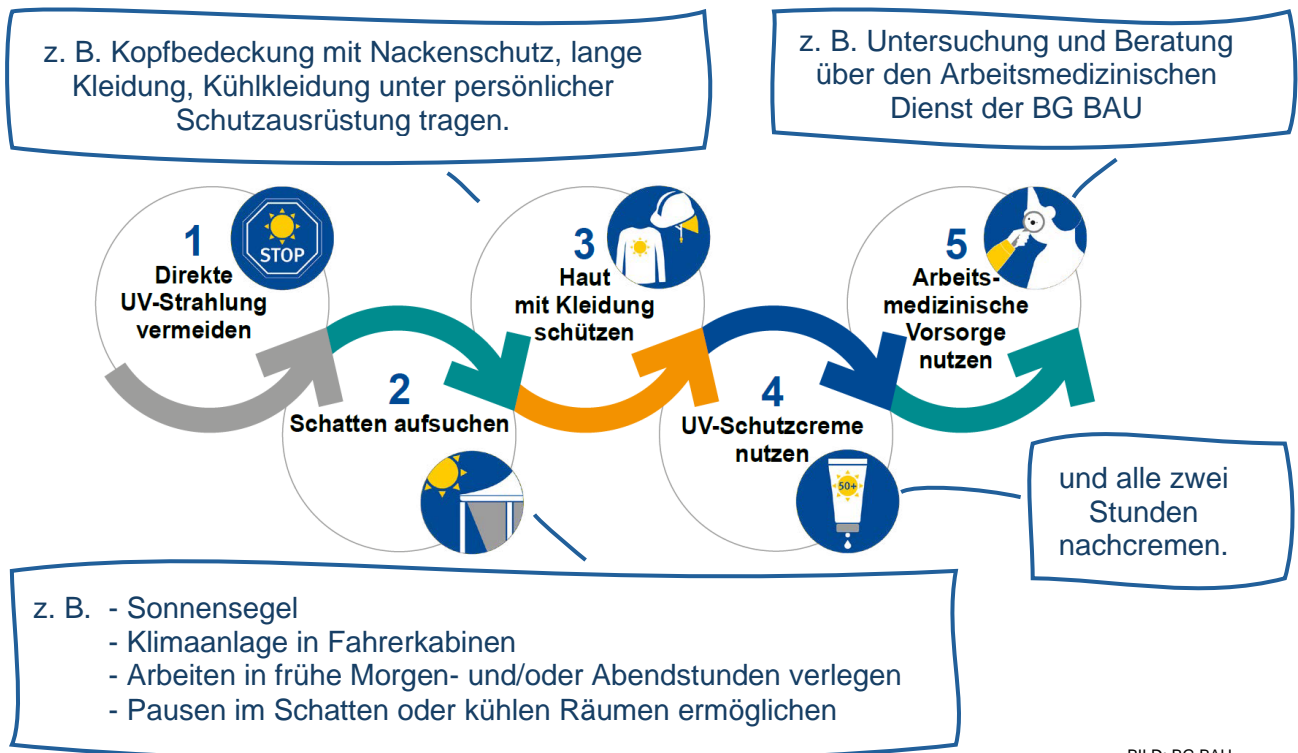 z. B. Kopfbedeckung mit Nackenschutz, lange
Kleidung, Kühlkleidung unter persönlicher
Schutzausrüstung tragen.
z. B. Untersuchung und Beratung
über den Arbeitsmedizinischen
Dienst der BG BAU
1
STOP
Direkte
UV-Strahlung
vermeiden
2
Schatten aufsuchen
3
Haut
mit Kleidung
schützen
4
UV-Schutzcreme
nutzen
50+
5
Arbeits-
medizinische
Vorsorge
nutzen
und alle zwei
Stunden
nachcremen.
z. B. - Sonnensegel
- Klimaanlage in Fahrerkabinen
- Arbeiten in frühe Morgen- und/oder Abendstunden verlegen
- Pausen im Schatten oder kühlen Räumen ermöglichen
BILD: BG BAU